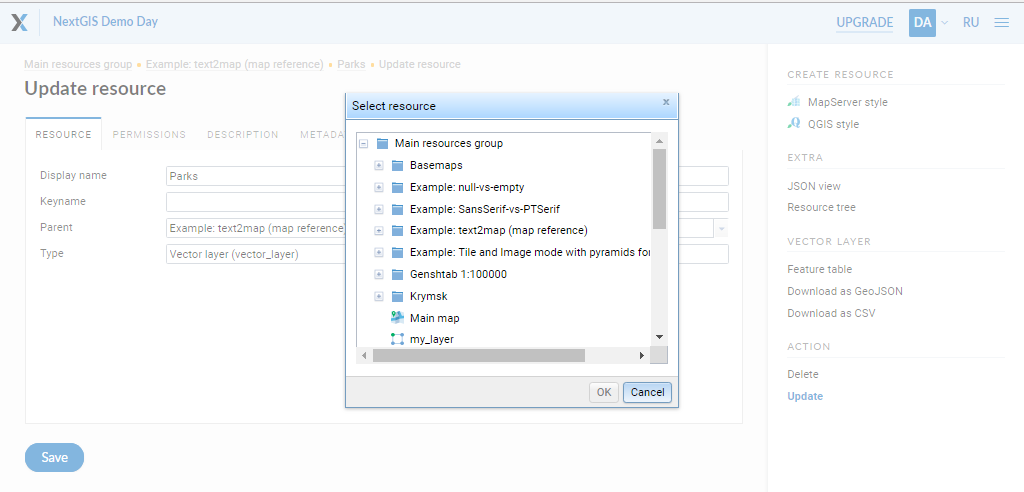 NextGIS Demo Day
UPGRADE
DA
RU
Main resources group • Example: text2map (map reference) • Parks • Update resource
Update resource
RESOURCE
PERMISSIONS
DESCRIPTION
METADA
Display name
Parks
Keyname
Parent
Example: text2map (map reference
Type
Vector layer (vector_layer)
Save
Select resource
x
Main resources group
Basemaps
Example: null-vs-empty
Example: SansSerif-vs-PTSerif
Example: text2map (map reference)
Example: Tile and Image mode with pyramids for
Genshtab 1:100000
Krymsk
Main map
my_layer
OK
Cancel
CREATE RESOURCE
MapServer style
QGIS style
EXTRA
JSON view
Resource tree
VECTOR LAYER
Feature table
Download as GeoJSON
Download as CSV
ACTION
Delete
Update